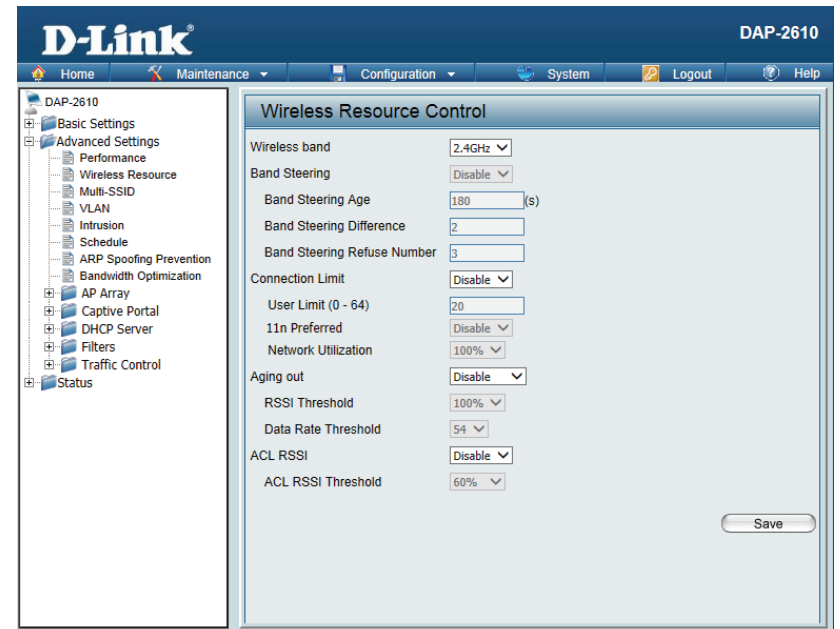 D-Link®
DAP-2610
Home Maintenance Configuration System Logout Help
DAP-2610
Basic Settings
Advanced Settings
Performance
Wireless Resource
Multi-SSID
VLAN
Intrusion
Schedule
ARP Spoofing Prevention
Bandwidth Optimization
AP Array
Captive Portal
DHCP Server
Filters
Traffic Control
Status
Wireless Resource Control
Wireless band 2.4GHz
Band Steering Disable
Band Steering Age 180 (s)
Band Steering Difference 2
Band Steering Refuse Number 3
Connection Limit Disable
User Limit (0 - 64) 20
11n Preferred Disable
Network Utilization 100%
Aging out Disable
RSSI Threshold 100%
Data Rate Threshold 54
ACL RSSI Disable
ACL RSSI Threshold 60%
Save